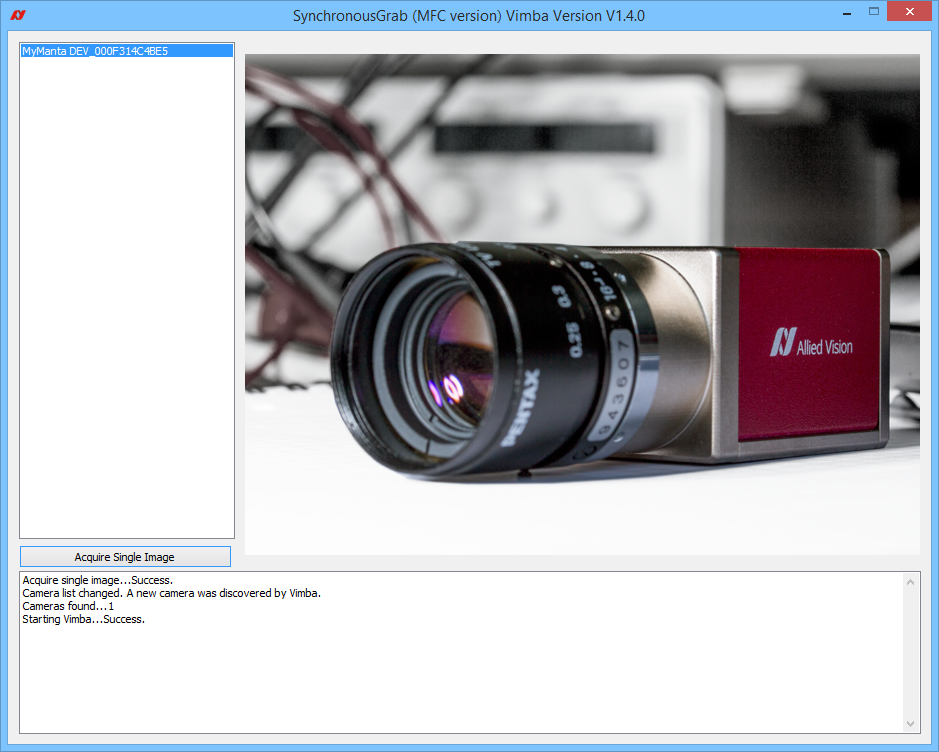 SynchronousGrab (MFC version) Vimba Version V1.4.0
MyManta DEV_000F314C4BE5
0.3
0.25
PENTAX
943607
Allied Vision
Acquire Single Image
Acquire single image...Success.
Camera list changed. A new camera was discovered by Vimba.
Cameras found...1
Starting Vimba...Success.